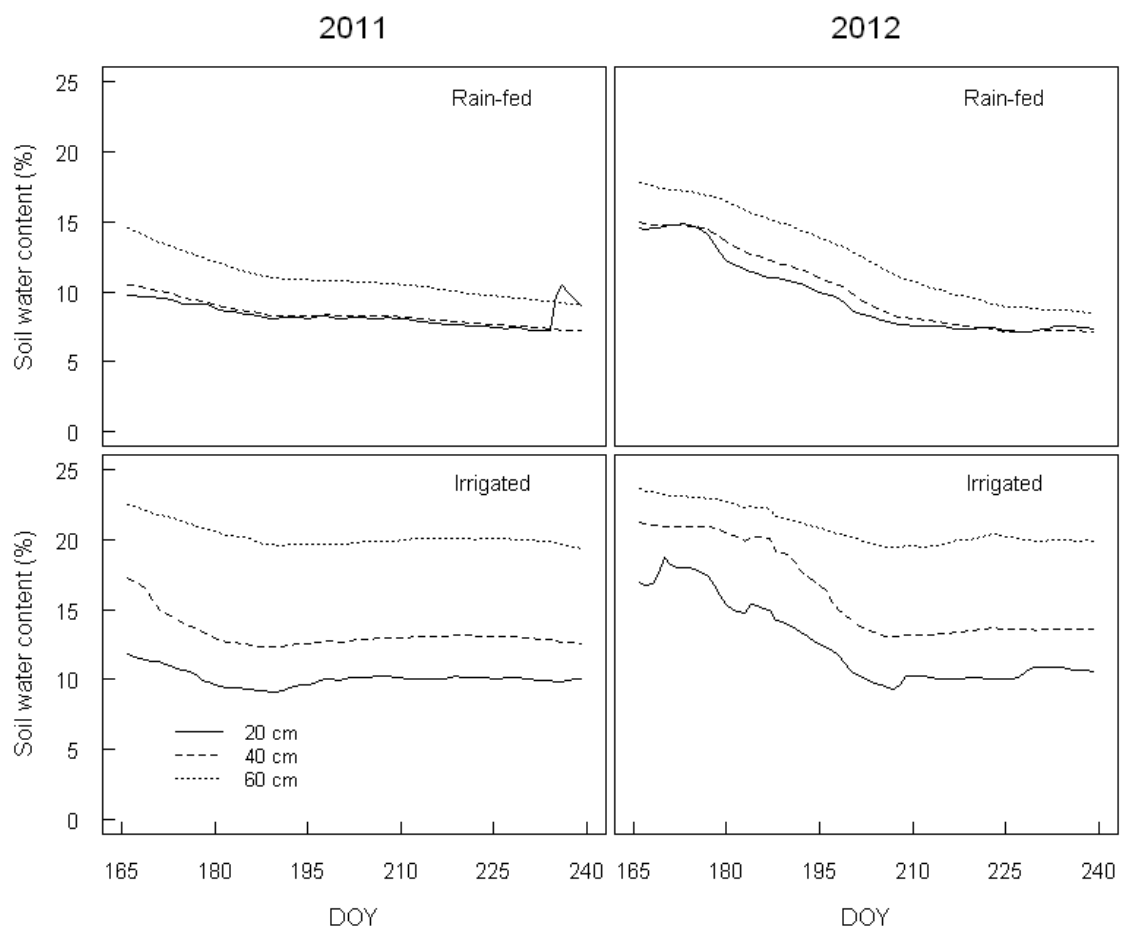 2011 2012
Rain-fed Rain-fed
Soil water content (%)
25
20
15
10
5
0
Irrigated Irrigated
Soil water content (%)
25
20
15
10
5
0
20 cm
40 cm
60 cm
165 180 195 210 225 240 165 180 195 210 225 240
DOY DOY